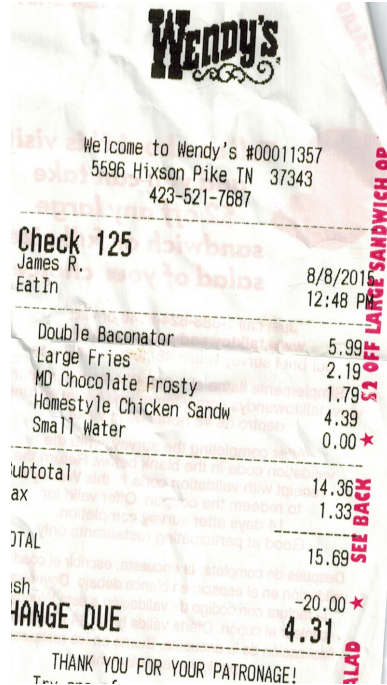 WENDY'S
Welcome to Wendy's #00011357
5596 Hixson Pike TN 37343
423-521-7687
Check 125
James R. 8/8/2015
EatIn 12:48 PM
Double Baconator 5.99
Large Fries 2.19
MD Chocolate Frosty 1.79
Homestyle Chicken Sandw 4.39
Small Water 0.00
ubtotal 14.36
ax 1.33
OTAL 15.69
sh -20.00
HANGE DUE 4.31
THANK YOU FOR YOUR PATRONAGE!
$2 OFF LARGE SANDWICH OR
★ SEE BACK ★
ALAD